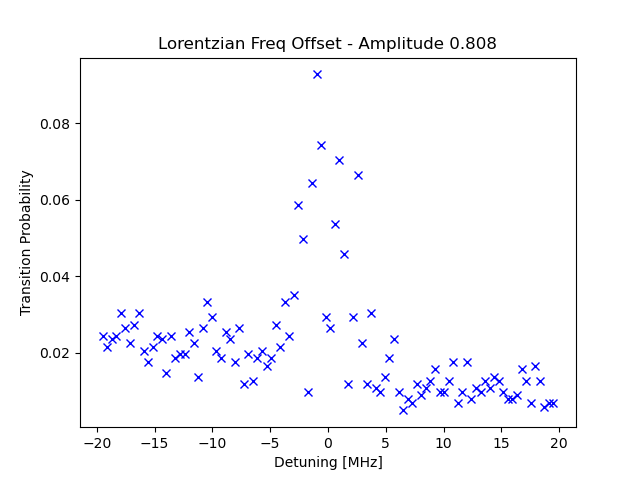 Lorentzian Freq Offset - Amplitude 0.808
Transition Probability
0.08
0.06
0.04
0.02
−20 −15 −10 −5 0 5 10 15 20
Detuning [MHz]